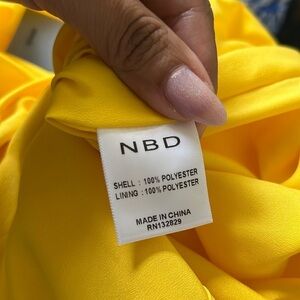 NBD
SHELL : 100% POLYESTER
LINING : 100% POLYESTER
MADE IN CHINA
RN132829